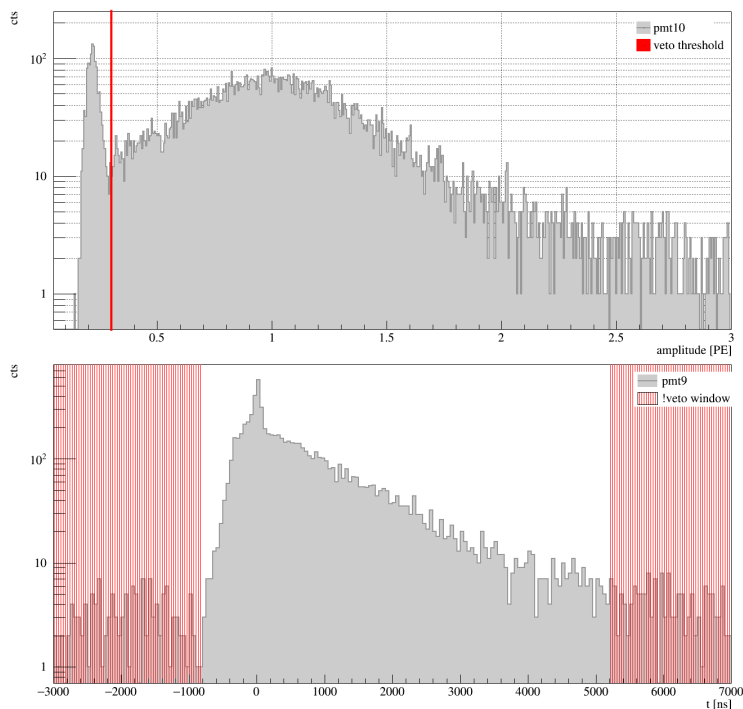 cts
10²
10
1
pmt10
veto threshold
0.5 1 1.5 2 2.5 3
amplitude [PE]
cts
10²
10
1
pmt9
!veto window
−3000 −2000 −1000 0 1000 2000 3000 4000 5000 6000 7000
t [ns]